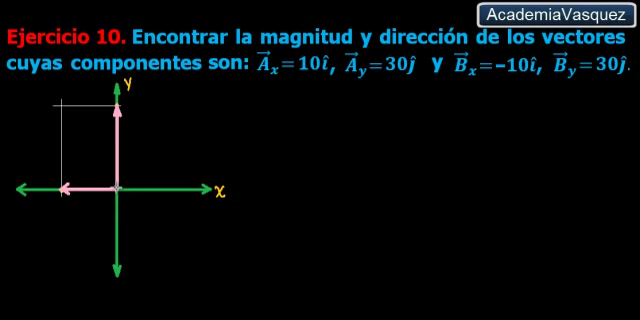 AcademiaVasquez
Ejercicio 10. Encontrar la magnitud y dirección de los vectores
cuyas componentes son: A⃗ₓ=10î, A⃗ᵧ=30ĵ y B⃗ₓ=−10î, B⃗ᵧ=30ĵ.
y
x